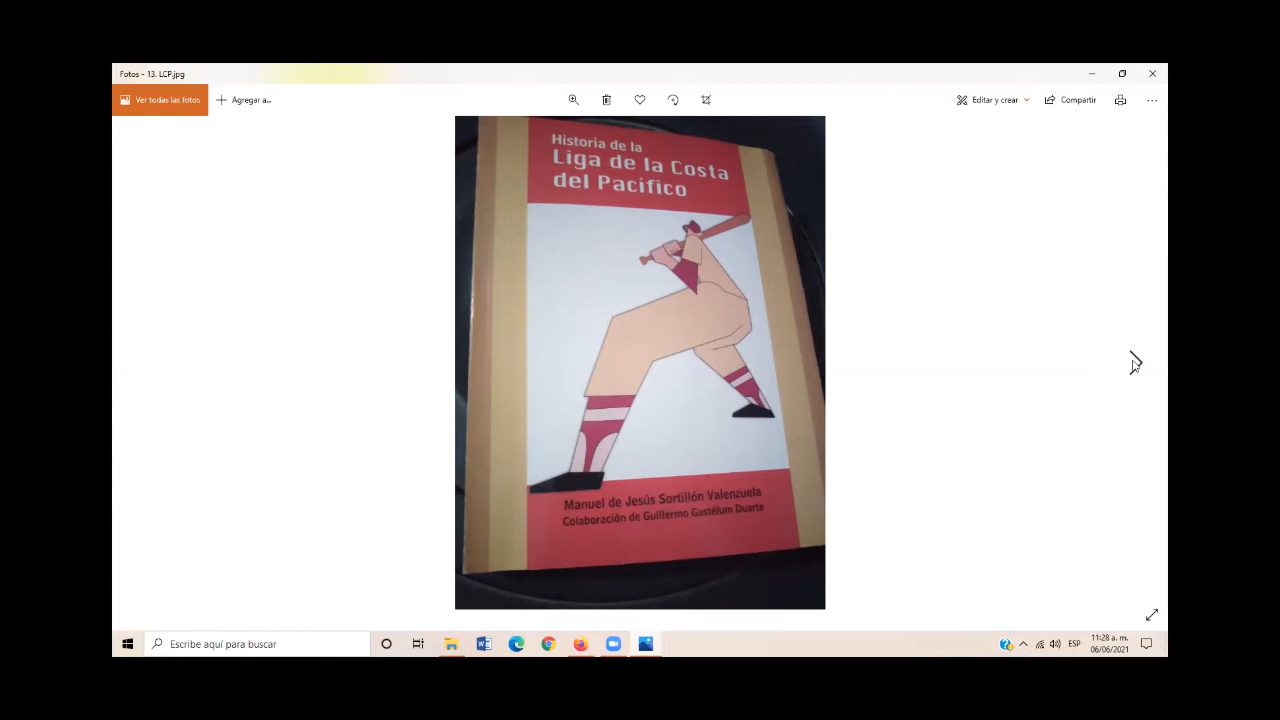 Fotos - 13. LCP.jpg
Ver todas las fotos
Agregar a...
Editar y crear
Compartir
Historia de la
Liga de la Costa
del Pacífico
Manuel de Jesús Sortillón Valenzuela
Colaboración de Guillermo Gastélum Duarte
Escribe aquí para buscar
ESP
11:28 a. m.
06/06/2021